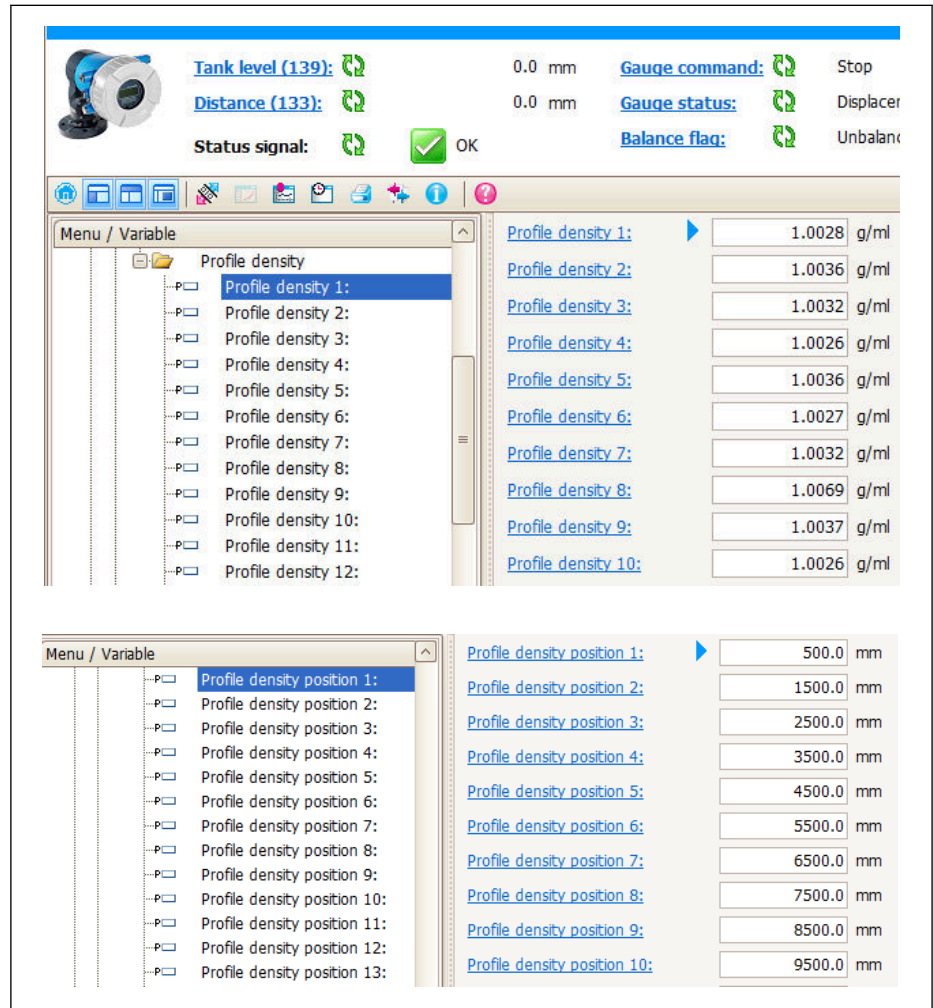 Tank level (139): 0.0 mm Gauge command: Stop
Distance (133): 0.0 mm Gauge status: Displacer
Status signal: OK Balance flag: Unbalanc
Menu / Variable
Profile density
Profile density 1:
Profile density 2:
Profile density 3:
Profile density 4:
Profile density 5:
Profile density 6:
Profile density 7:
Profile density 8:
Profile density 9:
Profile density 10:
Profile density 11:
Profile density 12:
Profile density 1: 1.0028 g/ml
Profile density 2: 1.0036 g/ml
Profile density 3: 1.0032 g/ml
Profile density 4: 1.0026 g/ml
Profile density 5: 1.0036 g/ml
Profile density 6: 1.0027 g/ml
Profile density 7: 1.0032 g/ml
Profile density 8: 1.0069 g/ml
Profile density 9: 1.0037 g/ml
Profile density 10: 1.0026 g/ml
Menu / Variable
Profile density position 1:
Profile density position 2:
Profile density position 3:
Profile density position 4:
Profile density position 5:
Profile density position 6:
Profile density position 7:
Profile density position 8:
Profile density position 9:
Profile density position 10:
Profile density position 11:
Profile density position 12:
Profile density position 13:
Profile density position 1: 500.0 mm
Profile density position 2: 1500.0 mm
Profile density position 3: 2500.0 mm
Profile density position 4: 3500.0 mm
Profile density position 5: 4500.0 mm
Profile density position 6: 5500.0 mm
Profile density position 7: 6500.0 mm
Profile density position 8: 7500.0 mm
Profile density position 9: 8500.0 mm
Profile density position 10: 9500.0 mm